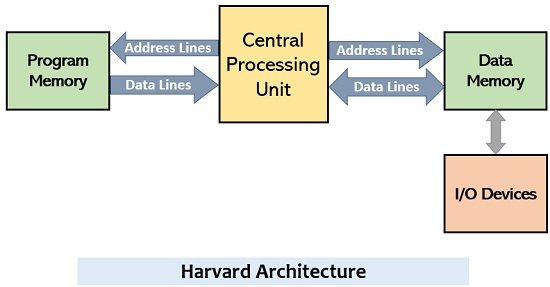 Program
Memory
Address Lines
Data Lines
Central
Processing
Unit
Address Lines
Data Lines
Data
Memory
I/O Devices
Harvard Architecture